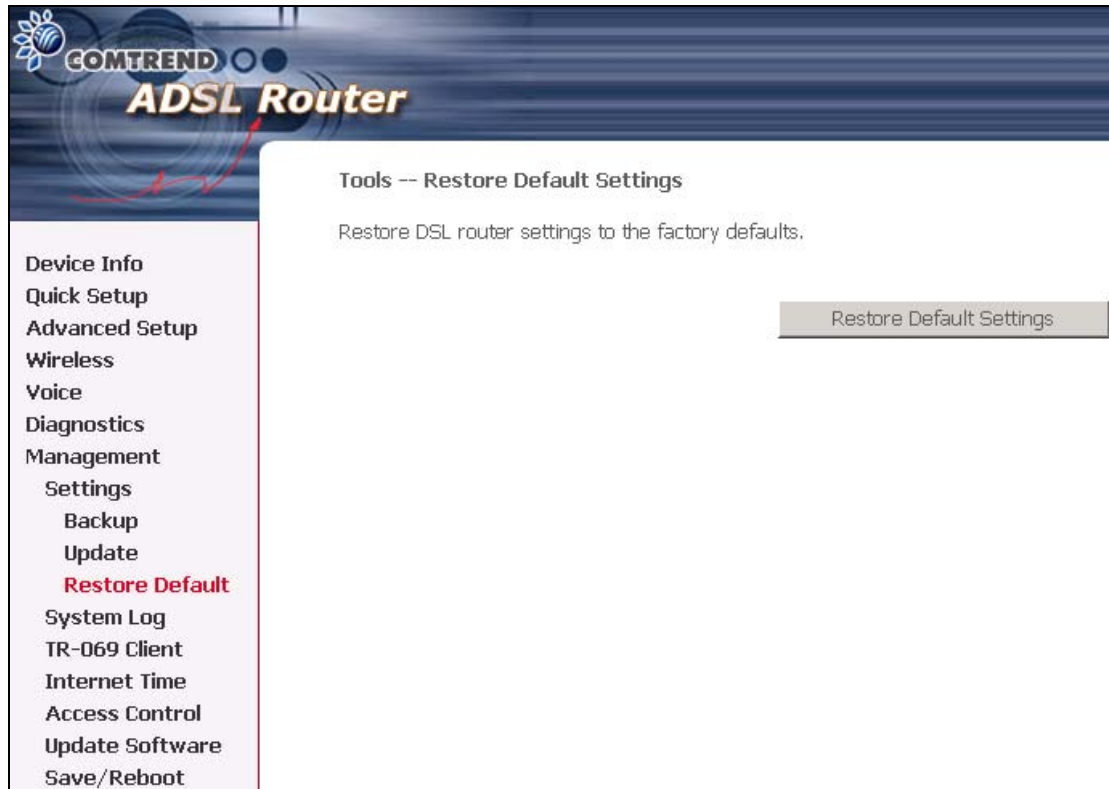 COMTREND
ADSL Router
Tools -- Restore Default Settings
Restore DSL router settings to the factory defaults.
Restore Default Settings
Device Info
Quick Setup
Advanced Setup
Wireless
Voice
Diagnostics
Management
Settings
Backup
Update
Restore Default
System Log
TR-069 Client
Internet Time
Access Control
Update Software
Save/Reboot